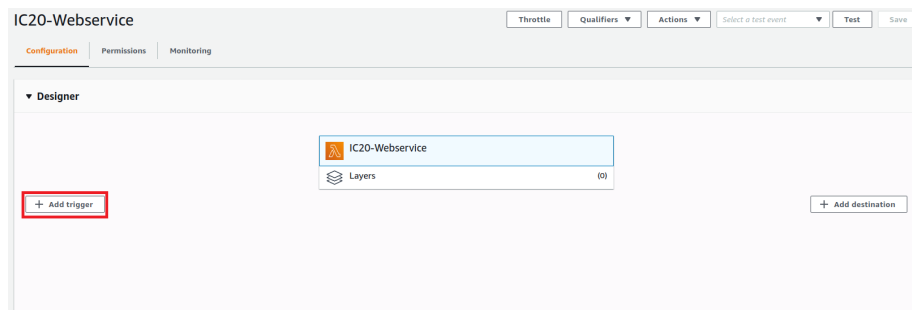 IC20-Webservice
Throttle Qualifiers Actions Select a test event Test Save
Configuration Permissions Monitoring
Designer
IC20-Webservice
Layers (0)
+ Add trigger + Add destination